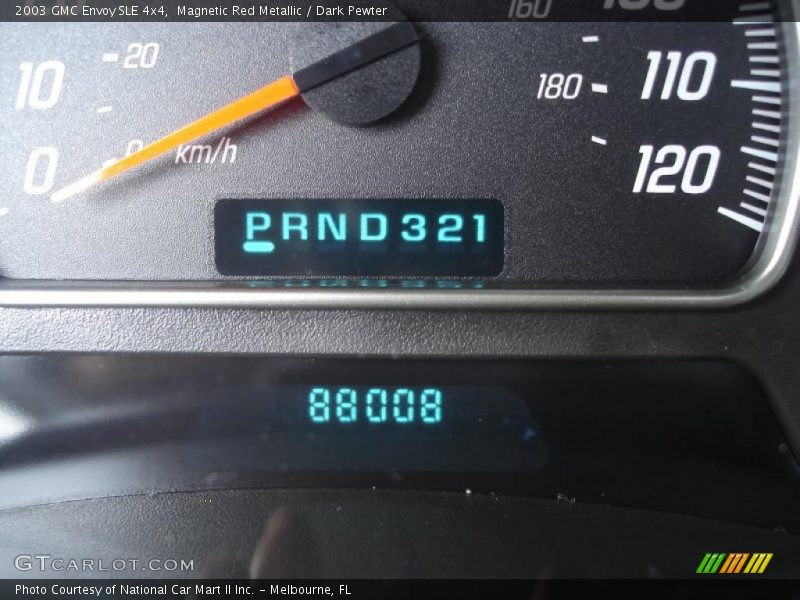 2003 GMC Envoy SLE 4x4,  Magnetic Red Metallic / Dark Pewter
160
10 20 180 110
0 0 km/h 120
PRND321
88008
GTCARLOT.COM
Photo Courtesy of National Car Mart II Inc. – Melbourne, FL